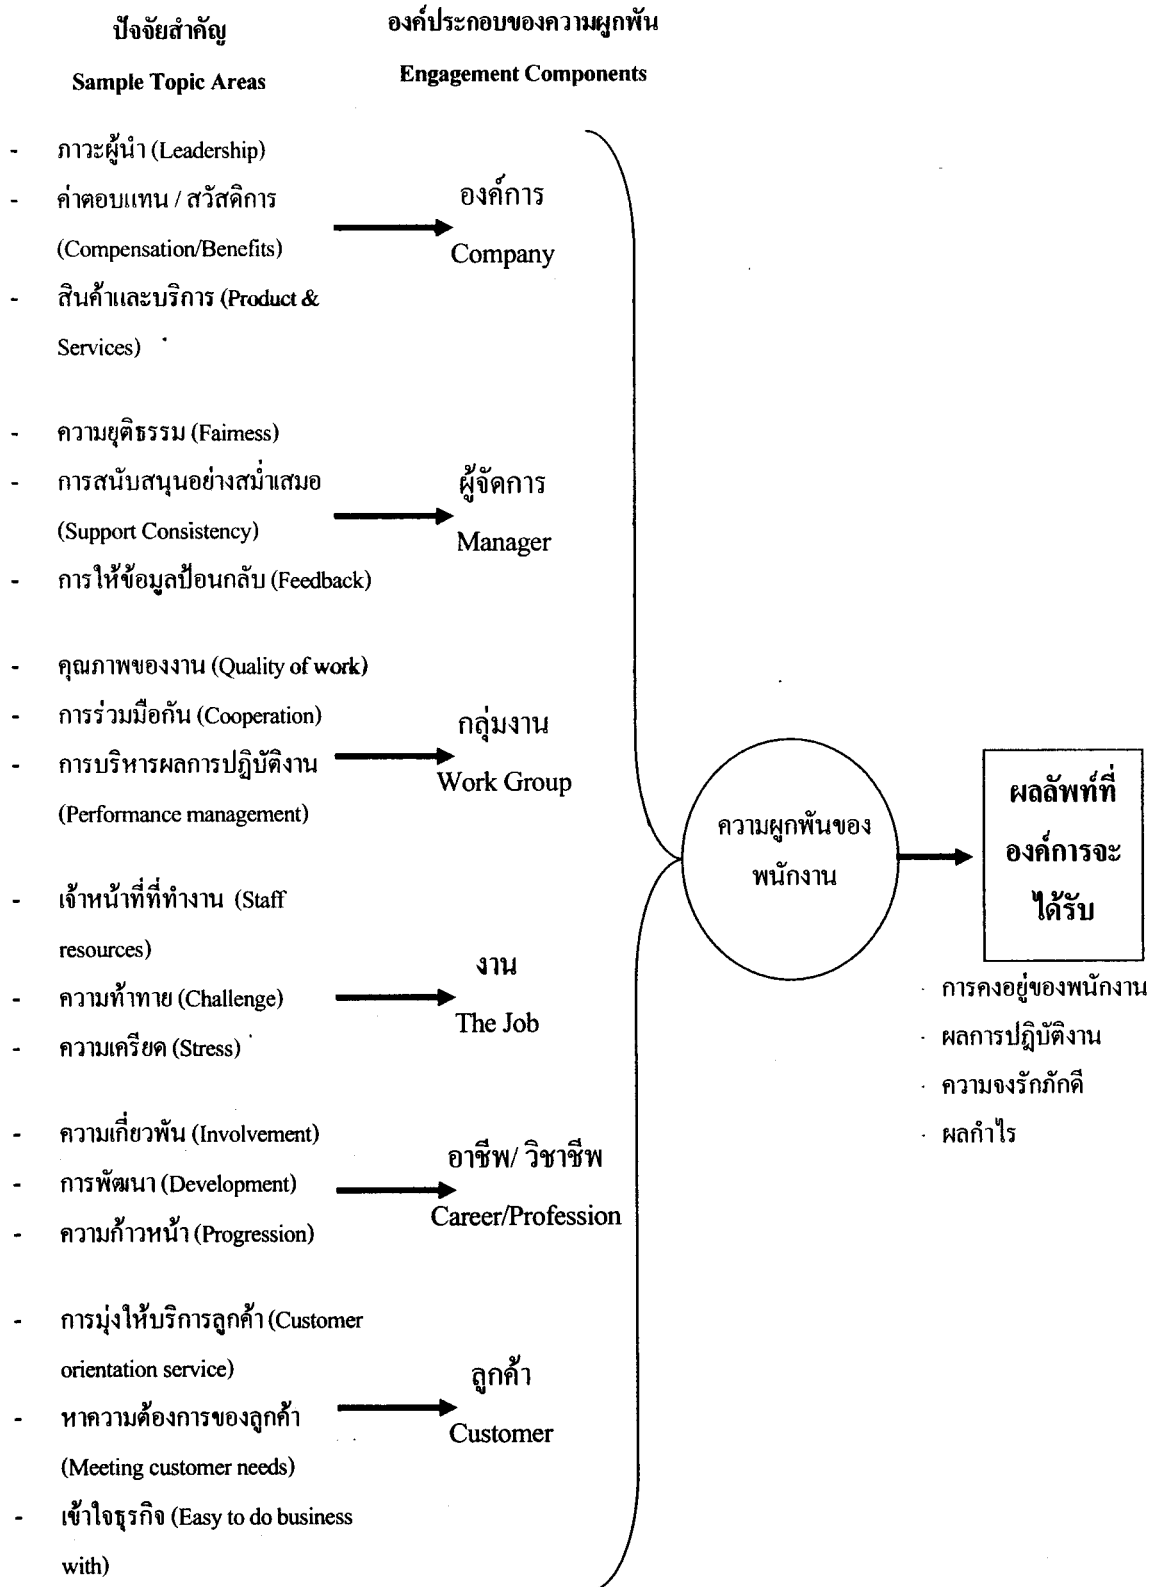 ปัจจัยสำคัญ
Sample Topic Areas
องค์ประกอบของความผูกพัน
Engagement Components
- ภาวะผู้นำ (Leadership)
- ค่าตอบแทน / สวัสดิการ
(Compensation/Benefits)
- สินค้าและบริการ (Product &
Services)
องค์การ
Company
- ความยุติธรรม (Fairness)
- การสนับสนุนอย่างสม่ำเสมอ
(Support Consistency)
- การให้ข้อมูลป้อนกลับ (Feedback)
ผู้จัดการ
Manager
- คุณภาพของงาน (Quality of work)
- การร่วมมือกัน (Cooperation)
- การบริหารผลการปฏิบัติงาน
(Performance management)
กลุ่มงาน
Work Group
- เจ้าหน้าที่ที่ทำงาน (Staff
resources)
- ความท้าทาย (Challenge)
- ความเครียด (Stress)
งาน
The Job
- ความเกี่ยวพัน (Involvement)
- การพัฒนา (Development)
- ความก้าวหน้า (Progression)
อาชีพ/ วิชาชีพ
Career/Profession
- การมุ่งให้บริการลูกค้า (Customer
orientation service)
- หาความต้องการของลูกค้า
(Meeting customer needs)
- เข้าใจธุรกิจ (Easy to do business
with)
ลูกค้า
Customer
ความผูกพันของ
พนักงาน
ผลลัพท์ที่
องค์การจะ
ได้รับ
· การคงอยู่ของพนักงาน
· ผลการปฏิบัติงาน
· ความจงรักภักดี
· ผลกำไร